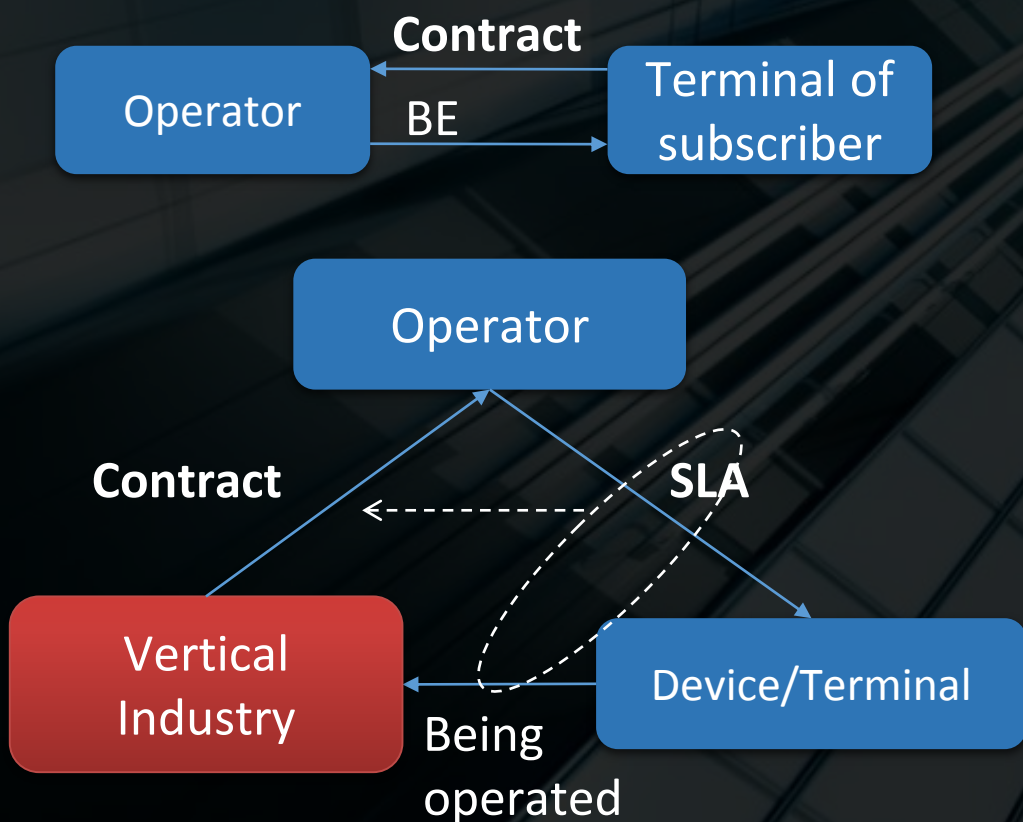 Contract
Operator
BE
Terminal of
subscriber
Operator
Contract
SLA
Vertical
Industry
Device/Terminal
Being
operated